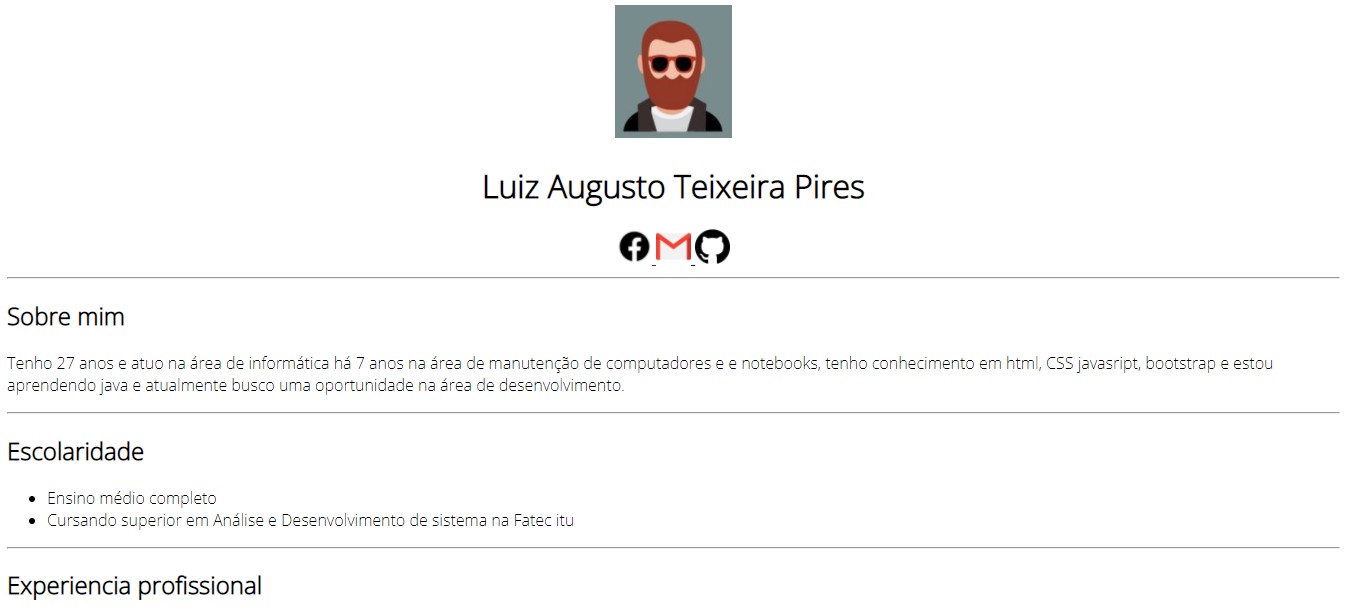 Luiz Augusto Teixeira Pires
Sobre mim
Tenho 27 anos e atuo na área de informática há 7 anos na área de manutenção de computadores e e notebooks, tenho conhecimento em html, CSS javasript, bootstrap e estou
aprendendo java e atualmente busco uma oportunidade na área de desenvolvimento.
Escolaridade
Ensino médio completo
Cursando superior em Análise e Desenvolvimento de sistema na Fatec itu
Experiencia profissional